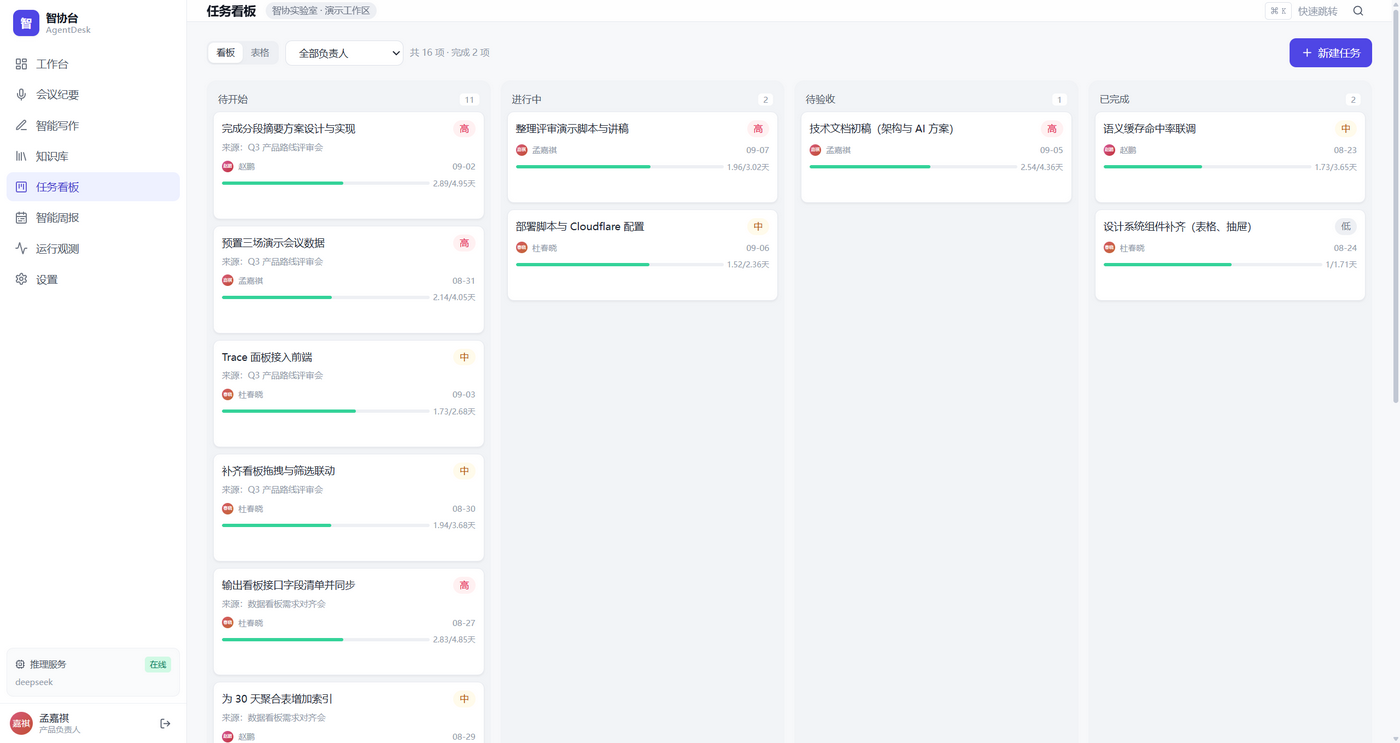 智
智协台
AgentDesk
工作台
会议纪要
智能写作
知识库
任务看板
智能周报
运行观测
设置
推理服务
在线
deepseek
嘉祺
孟嘉祺
产品负责人
任务看板
智协实验室 · 演示工作区
⌘ K
快速跳转
看板
表格
全部负责人
共 16 项 · 完成 2 项
+ 新建任务
待开始
11
完成分段摘要方案设计与实现
高
来源：Q3 产品路线评审会
赵鹏
09-02
2.89/4.95天
预置三场演示会议数据
高
来源：Q3 产品路线评审会
孟嘉祺
08-31
2.14/4.05天
Trace 面板接入前端
中
来源：Q3 产品路线评审会
杜春晓
09-03
1.73/2.68天
补齐看板拖拽与筛选联动
中
来源：Q3 产品路线评审会
杜春晓
08-30
1.94/3.68天
输出看板接口字段清单并同步
高
来源：数据看板需求对齐会
杜春晓
08-27
2.83/4.85天
为 30 天聚合表增加索引
中
来源：数据看板需求对齐会
赵鹏
08-29
进行中
2
整理评审演示脚本与讲稿
高
孟嘉祺
09-07
1.96/3.02天
部署脚本与 Cloudflare 配置
中
杜春晓
09-06
1.52/2.36天
待验收
1
技术文档初稿（架构与 AI 方案）
高
孟嘉祺
09-05
2.54/4.36天
已完成
2
语义缓存命中率联调
中
赵鹏
08-23
1.73/3.65天
设计系统组件补齐（表格、抽屉）
低
杜春晓
08-24
1/1.71天